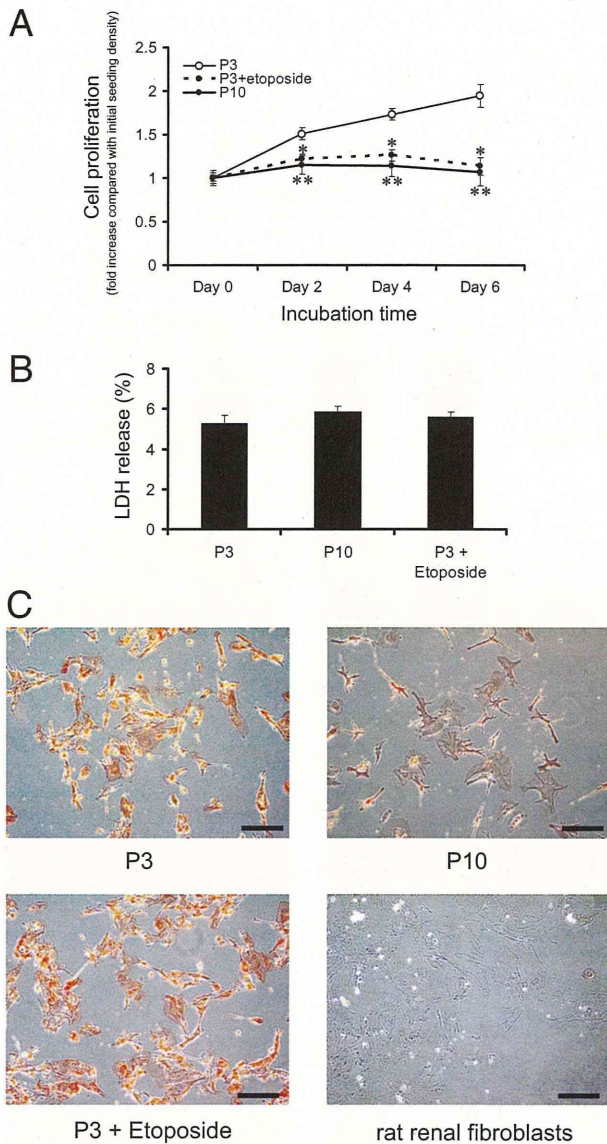 A
Cell proliferation
(fold increase compared with initial seeding density)
2.5
2
1.5
1
0.5
0
P3
P3+etoposide
P10
*
*
*
**
**
**
Day 0
Day 2
Day 4
Day 6
Incubation time
B
LDH release (%)
8
6
4
2
0
P3
P10
P3 +
Etoposide
C
P3
P10
P3 + Etoposide
rat renal fibroblasts